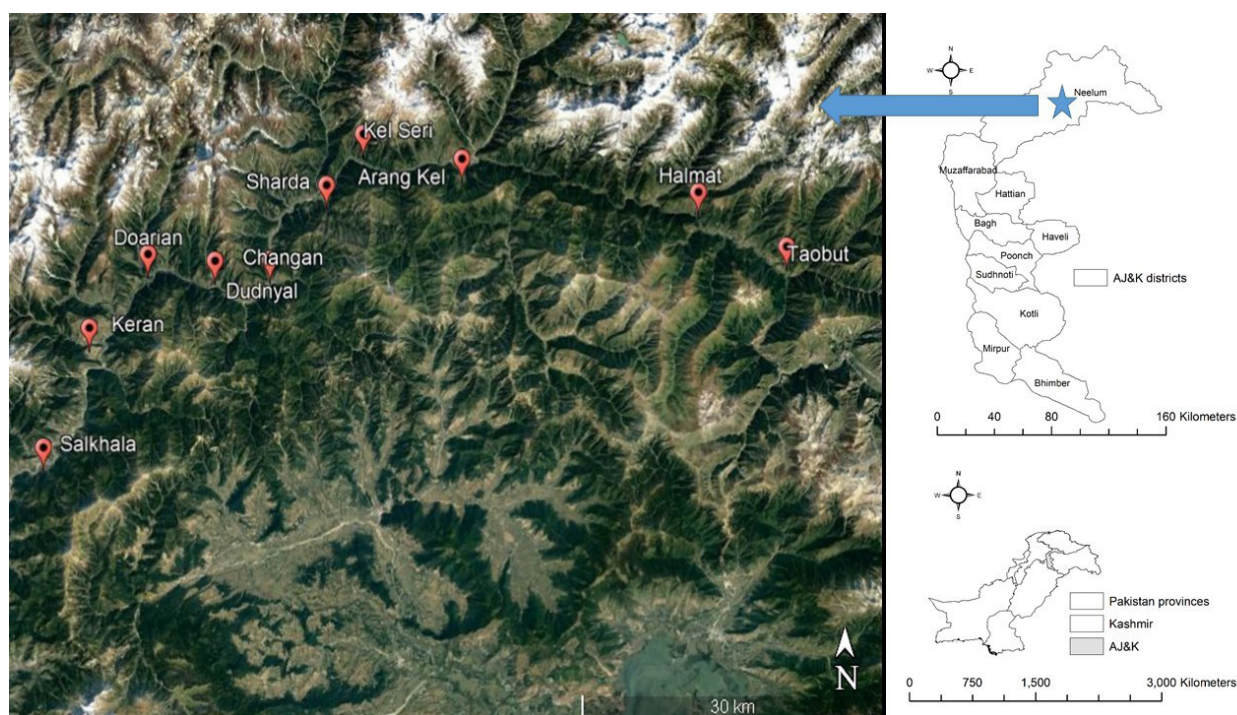 Kel Seri
Sharda
Arang Kel
Halmat
Doarian
Changan
Dudnyal
Taobut
Keran
Salkhala
N
30 km
N
W E
S
Neelum
Muzaffarabad
Hattian
Bagh
Haveli
Poonch
Sudhnoti
AJ&K districts
Kotli
Mirpur
Bhimber
0 40 80 160 Kilometers
N
W E
S
Pakistan provinces
Kashmir
AJ&K
0 750 1,500 3,000 Kilometers